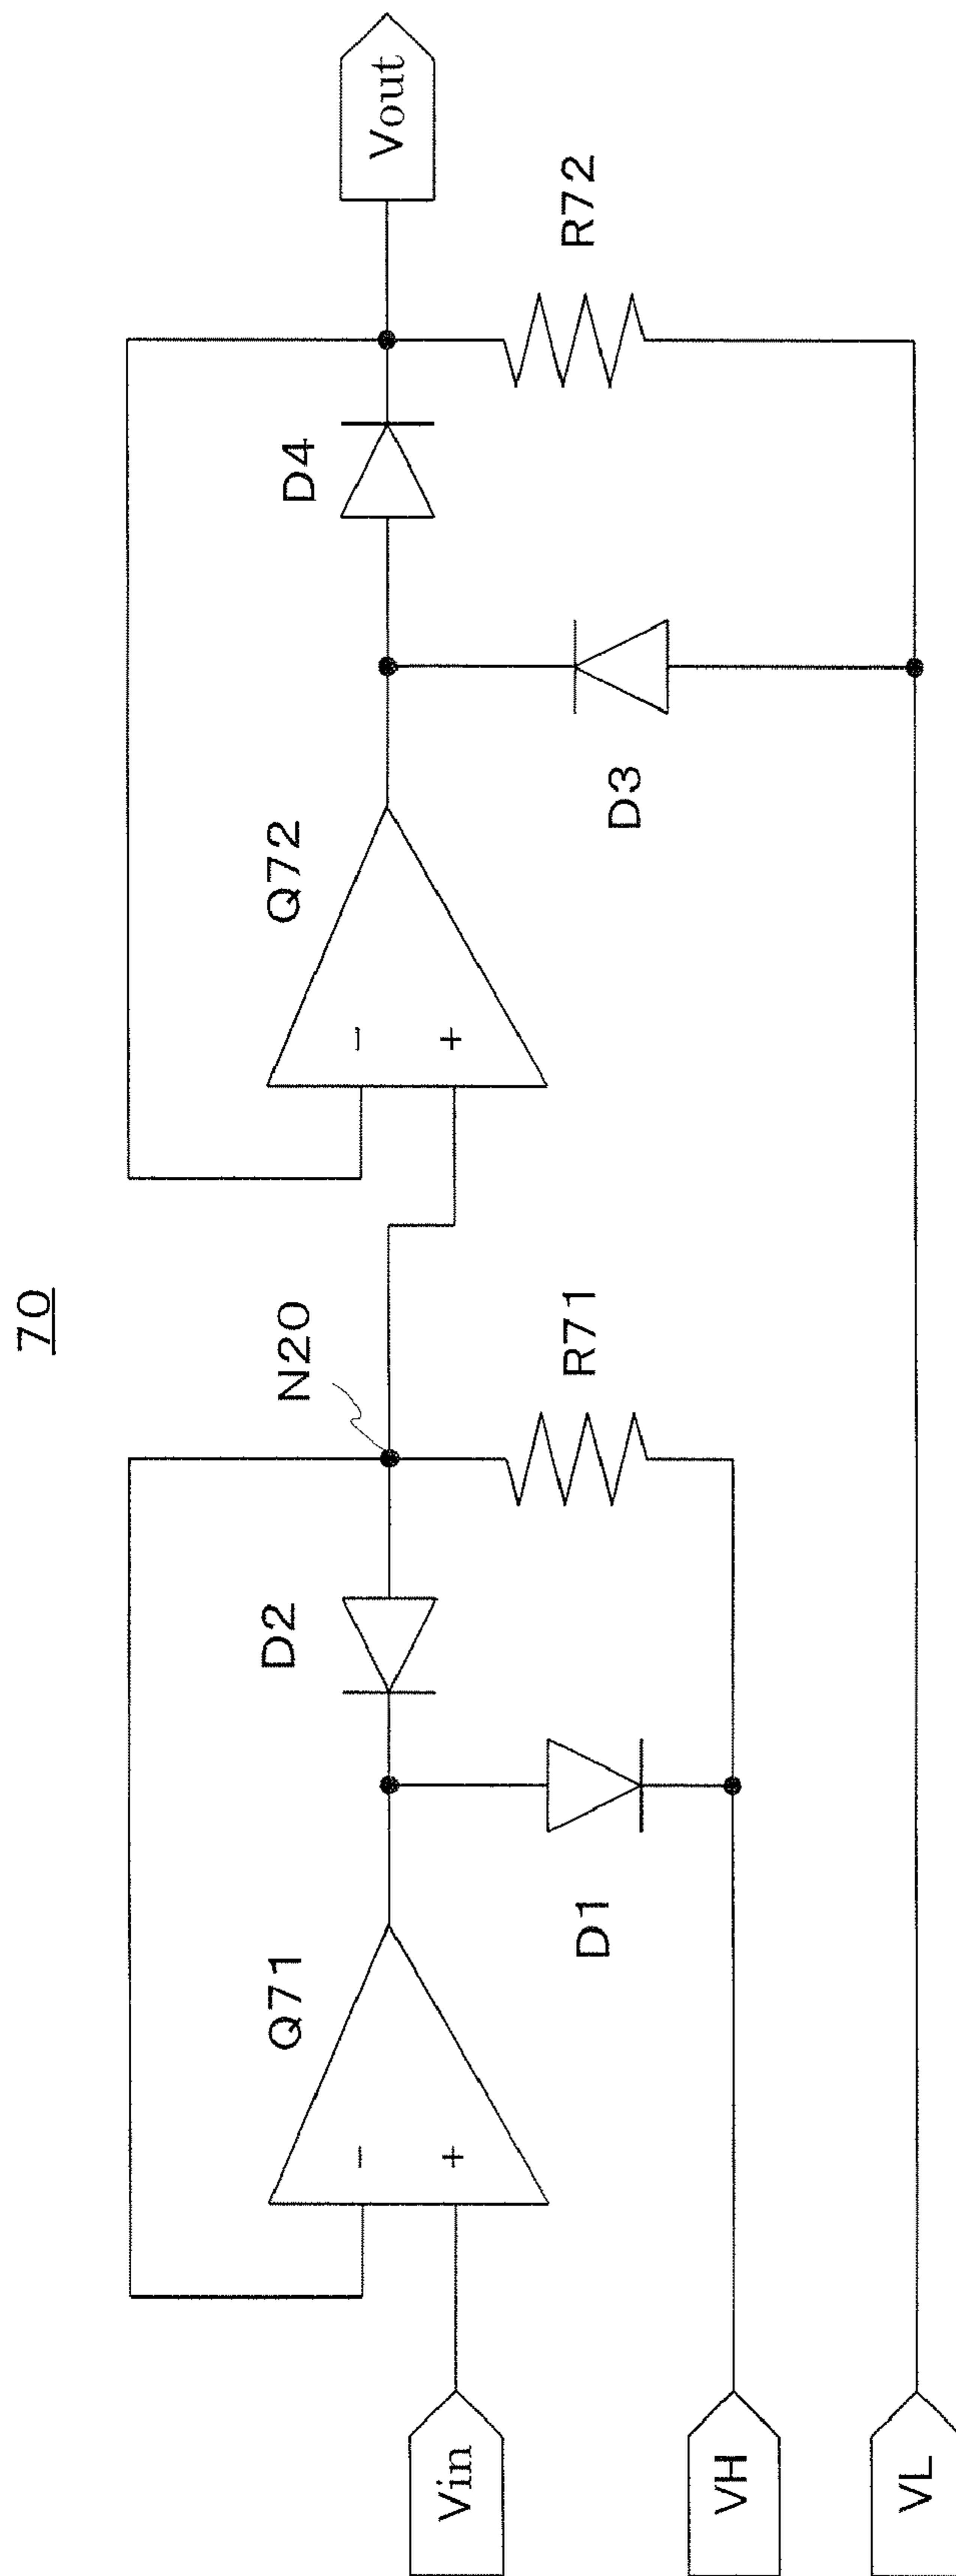 70
Vin
VH
VL
Q71
-
+
D1
D2
N20
R71
Q72
-
+
D3
D4
R72
Vout